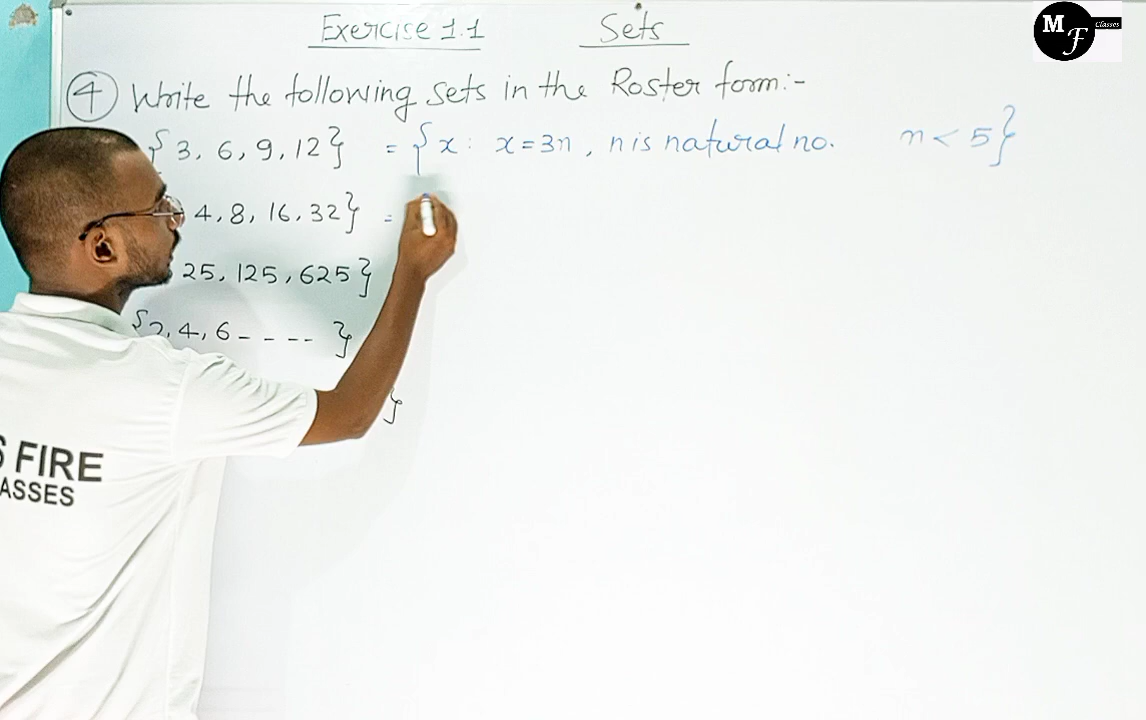 Exercise 1.1 Sets
M F Classes
4 Write the following sets in the Roster form:-
{3, 6, 9, 12} = {x: x=3n, n is natural no. n < 5}
4, 8, 16, 32} =
25, 125, 625}
{2, 4, 6 - - - - }
}
FIRE
ASSES